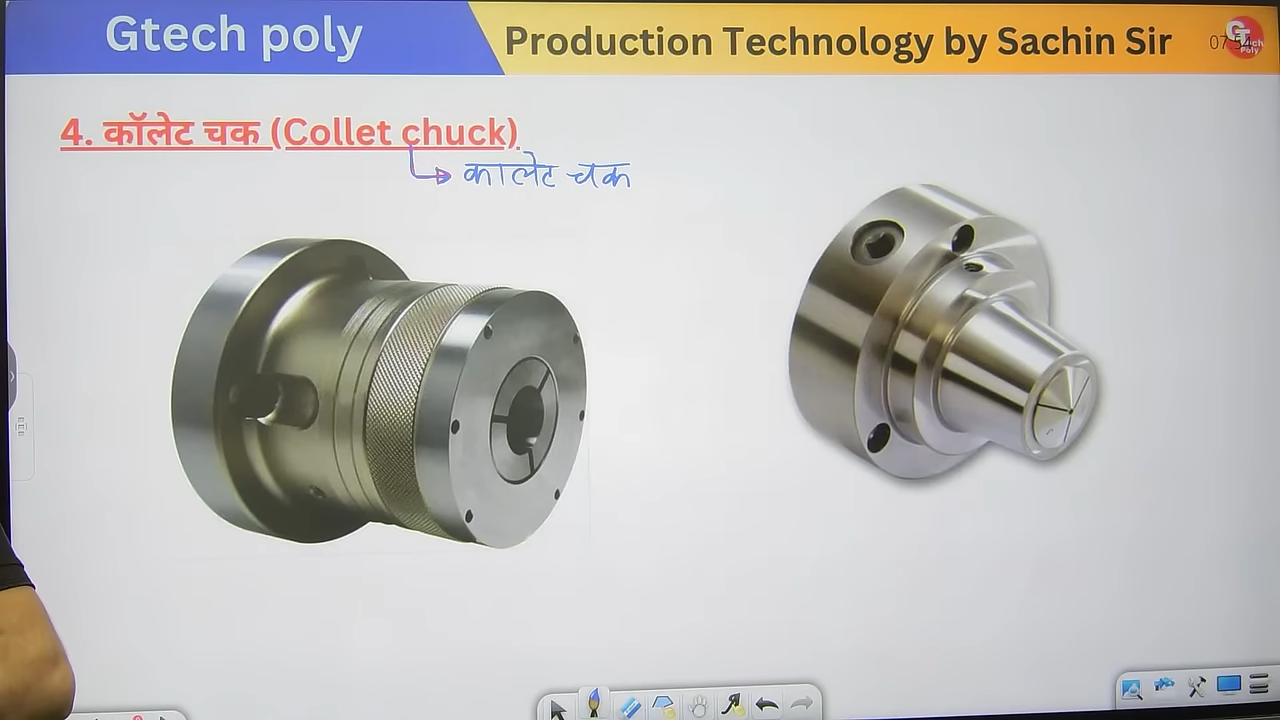 Gtech poly
Production Technology by Sachin Sir
4. कॉलेट चक (Collet chuck)
कालेट चक